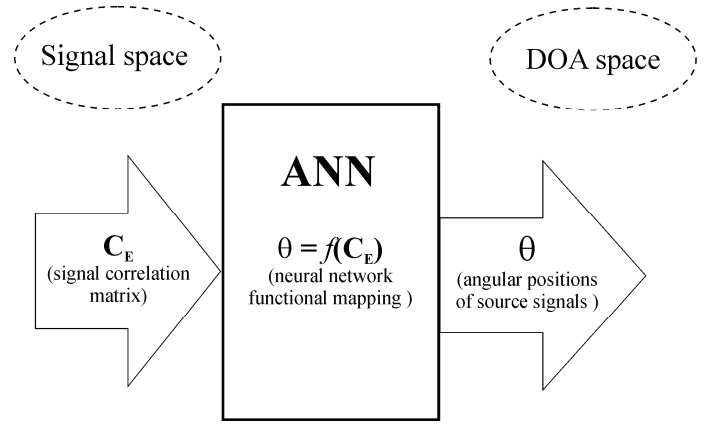 Signal space
DOA space
ANN
C_E
(signal correlation
matrix)
θ = f(C_E)
(neural network
functional mapping )
θ
(angular positions
of source signals )